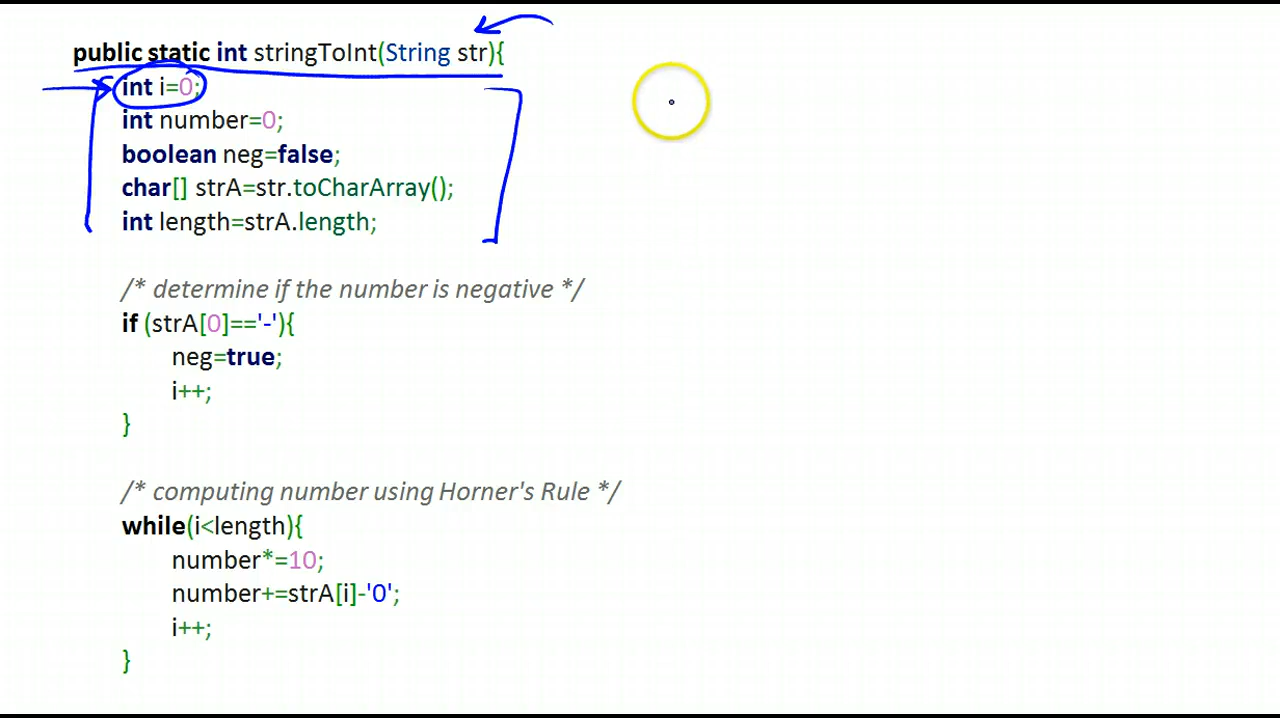 public static int stringToInt(String str){
int i=0;
int number=0;
boolean neg=false;
char[] strA=str.toCharArray();
int length=strA.length;
/* determine if the number is negative */
if (strA[0]=='-'){
neg=true;
i++;
}
/* computing number using Horner's Rule */
while(i<length){
number*=10;
number+=strA[i]-'0';
i++;
}